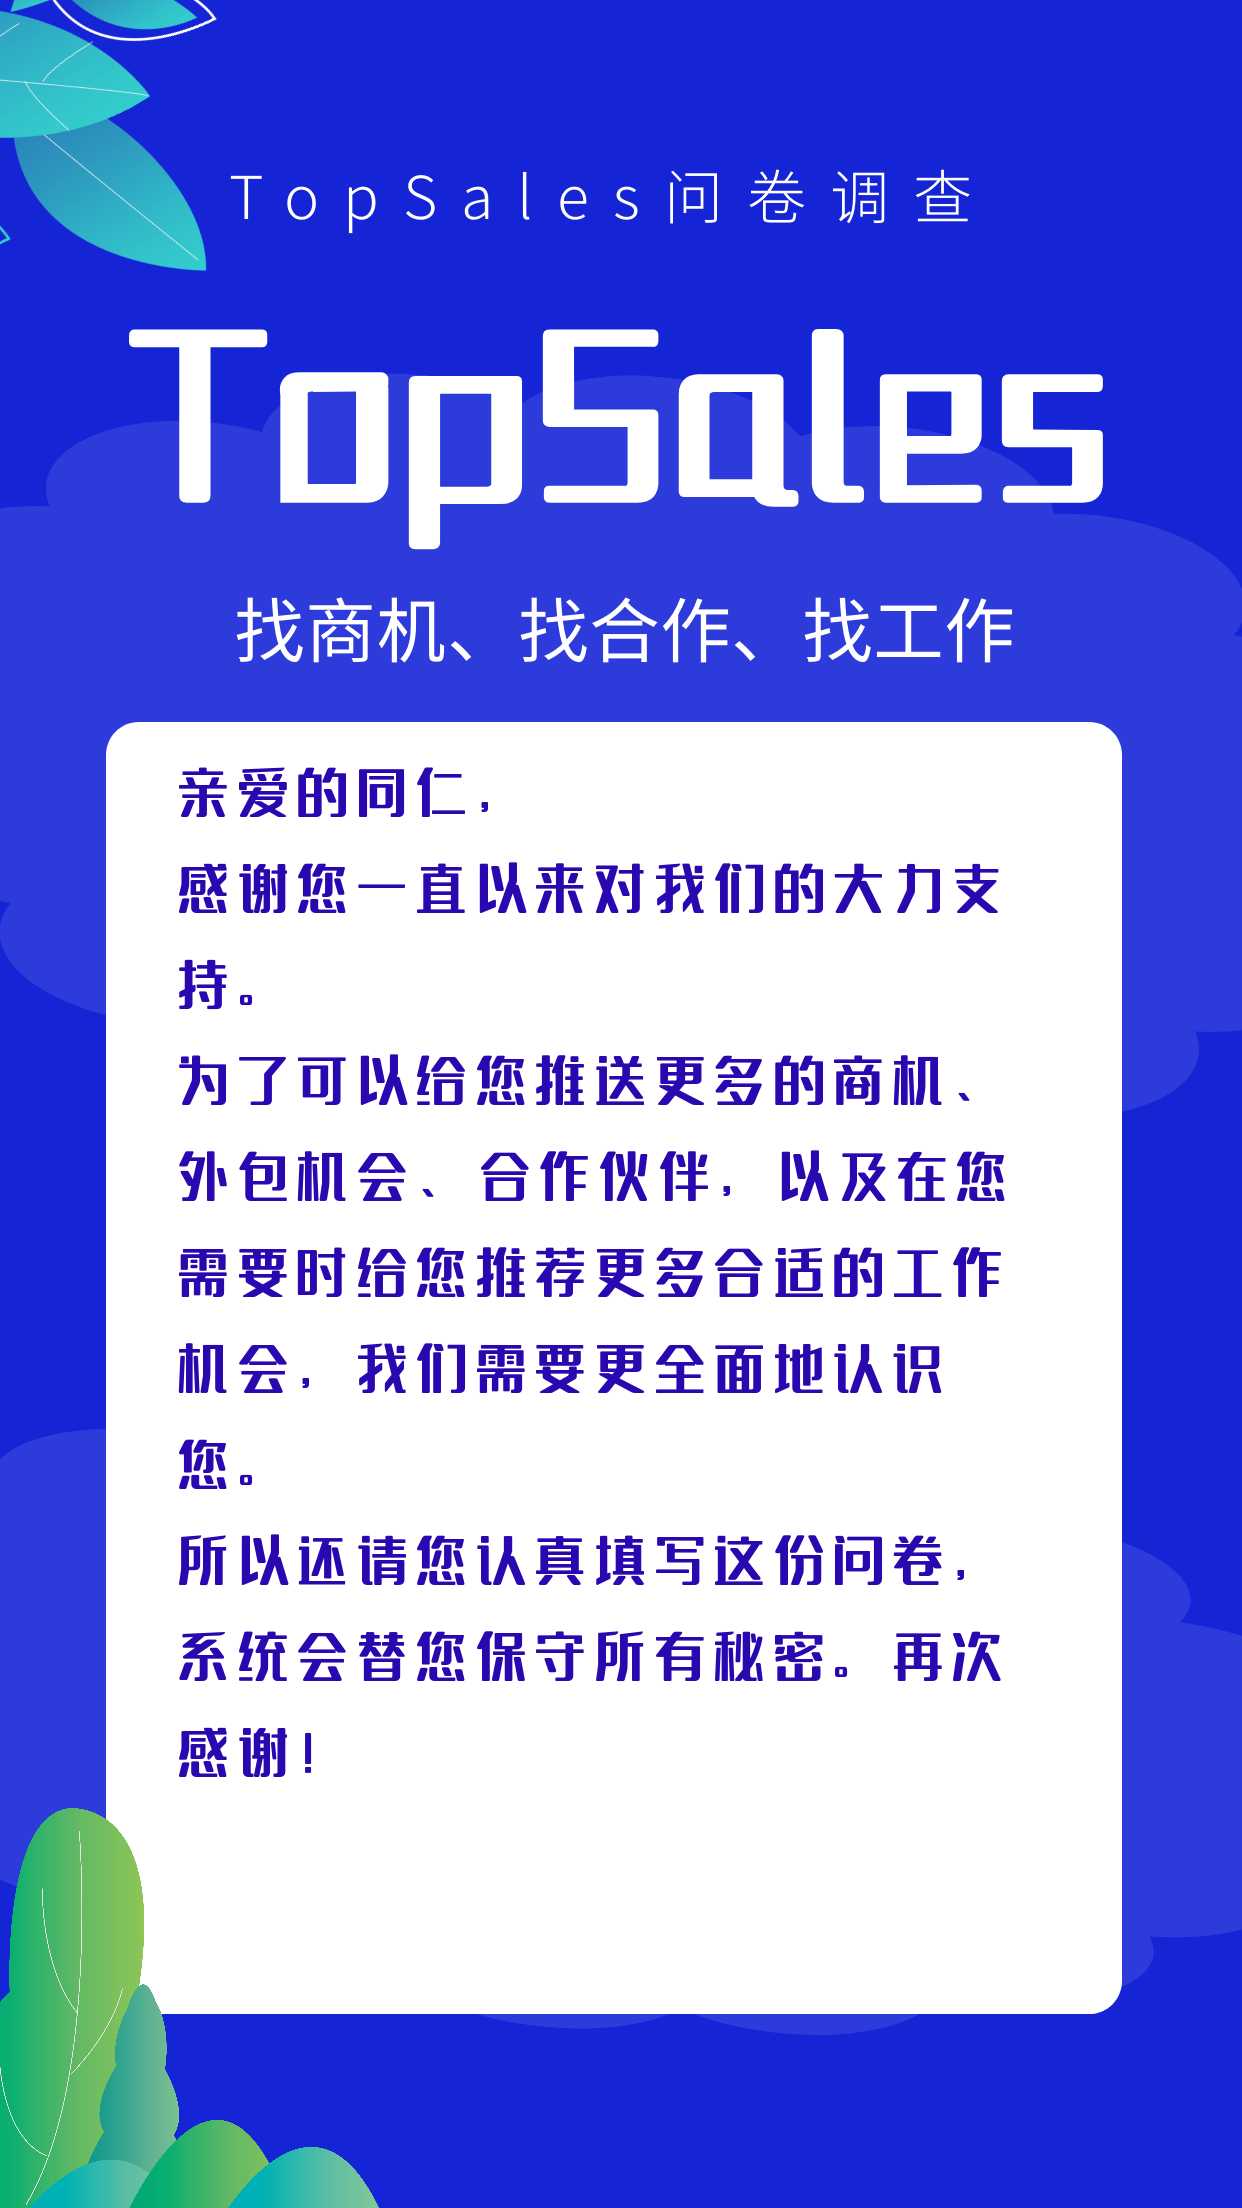 TopSales问卷调查
TopSales
找商机、找合作、找工作
亲爱的同仁，
感谢您一直以来对我们的大力支
持。
为了可以给您推送更多的商机、
外包机会、合作伙伴，以及在您
需要时给您推荐更多合适的工作
机会，我们需要更全面地认识
您。
所以还请您认真填写这份问卷，
系统会替您保守所有秘密。再次
感谢！